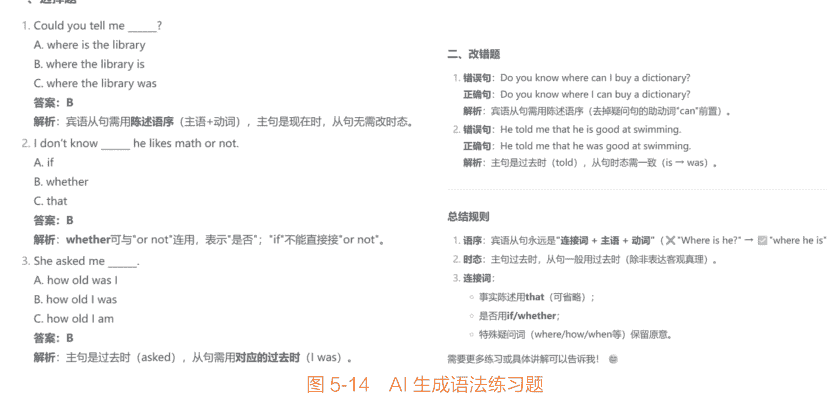 、选择题
1. Could you tell me _____?
A. where is the library
B. where the library is
C. where the library was
答案：B
解析：宾语从句需用陈述语序（主语+动词），主句是现在时，从句无需改时态。
2. I don't know _____ he likes math or not.
A. if
B. whether
C. that
答案：B
解析：whether可与"or not"连用，表示"是否"；"if"不能直接接"or not"。
3. She asked me _____.
A. how old was I
B. how old I was
C. how old I am
答案：B
解析：主句是过去时（asked），从句需用对应的过去时（I was）。
二、改错题
1. 错误句：Do you know where can I buy a dictionary?
正确句：Do you know where I can buy a dictionary?
解析：宾语从句需用陈述语序（去掉疑问句的助动词"can"前置）。
2. 错误句：He told me that he is good at swimming.
正确句：He told me that he was good at swimming.
解析：主句是过去时（told），从句时态需一致（is → was）。
总结规则
1. 语序：宾语从句永远是"连接词 + 主语 + 动词"（❌ "Where is he?" → ✅ "where he is"
2. 时态：主句过去时，从句一般用过去时（除非表达客观真理）。
3. 连接词：
◦ 事实陈述用that（可省略）；
◦ 是否用if/whether；
◦ 特殊疑问词（where/how/when等）保留原意。
需要更多练习或具体讲解可以告诉我！ 😊
图 5-14 AI 生成语法练习题